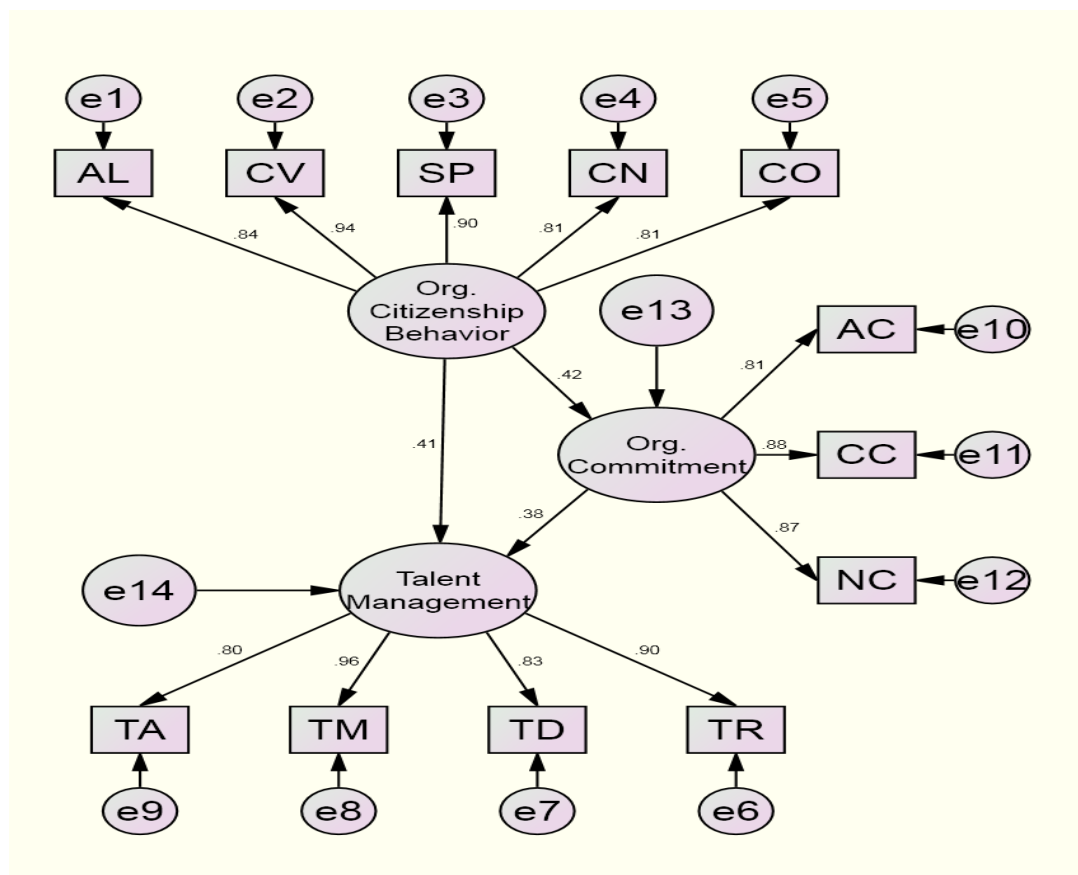 e1
e2
e3
e4
e5
AL
CV
SP
CN
CO
.84
.94
.90
.81
.81
Org.
Citizenship
Behavior
e13
AC
e10
.81
.42
.41
Org.
Commitment
.88
CC
e11
.38
.87
e14
Talent
Management
NC
e12
.80
.96
.83
.90
TA
TM
TD
TR
e9
e8
e7
e6